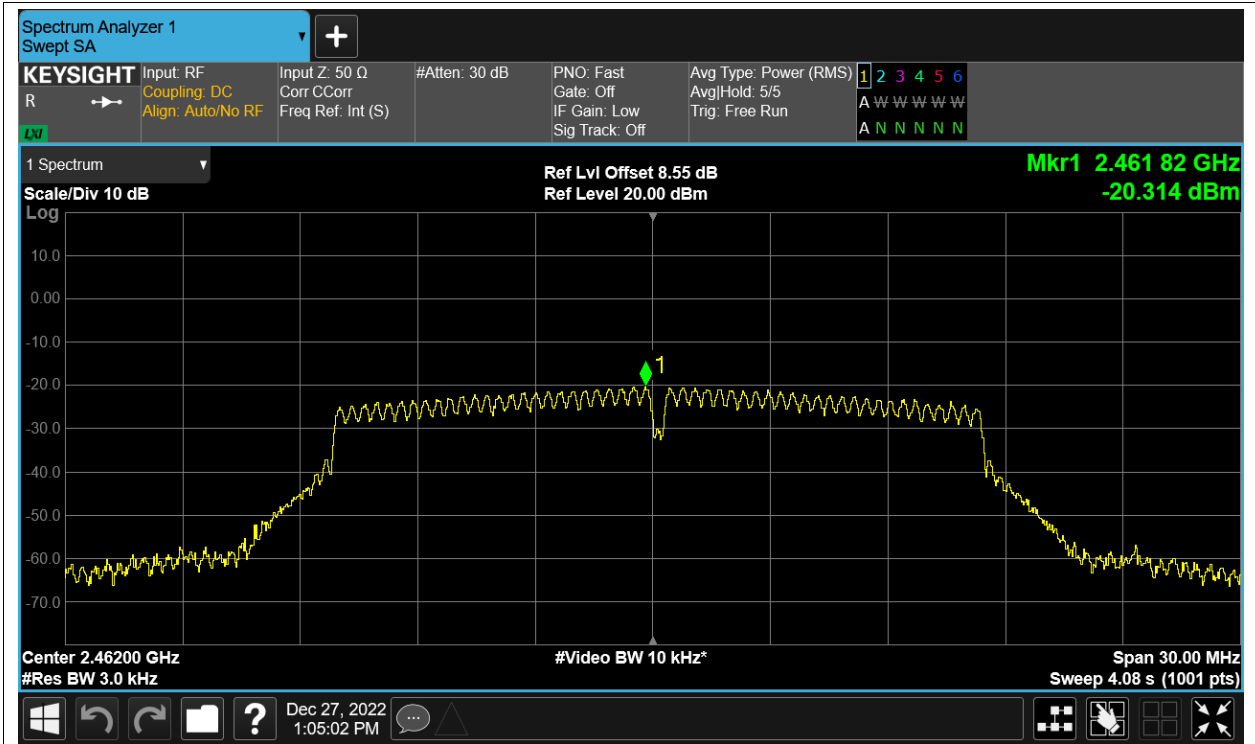 Spectrum Analyzer 1
Swept SA
KEYSIGHT
R
LXI
Input: RF
Coupling: DC
Align: Auto/No RF
Input Z: 50 Ω
Corr CCorr
Freq Ref: Int (S)
#Atten: 30 dB
PNO: Fast
Gate: Off
IF Gain: Low
Sig Track: Off
Avg Type: Power (RMS)
Avg|Hold: 5/5
Trig: Free Run
1 2 3 4 5 6
A W W W W W
A N N N N N
1 Spectrum
Scale/Div 10 dB
Log
Ref Lvl Offset 8.55 dB
Ref Level 20.00 dBm
Mkr1 2.461 82 GHz
-20.314 dBm
10.0
0.00
-10.0
-20.0
-30.0
-40.0
-50.0
-60.0
-70.0
1
Center 2.46200 GHz
#Res BW 3.0 kHz
#Video BW 10 kHz*
Span 30.00 MHz
Sweep 4.08 s (1001 pts)
?
Dec 27, 2022
1:05:02 PM